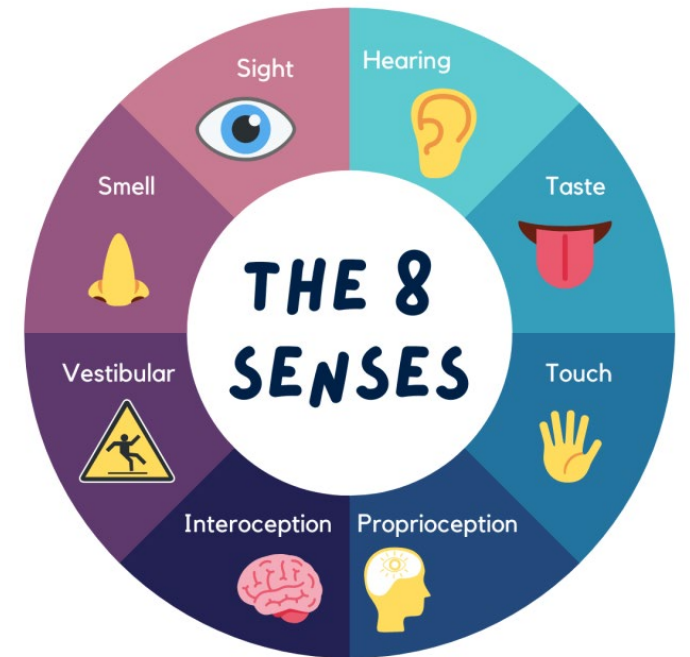 Sight
Hearing
Smell
Taste
THE 8
SENSES
Vestibular
Touch
Interoception
Proprioception